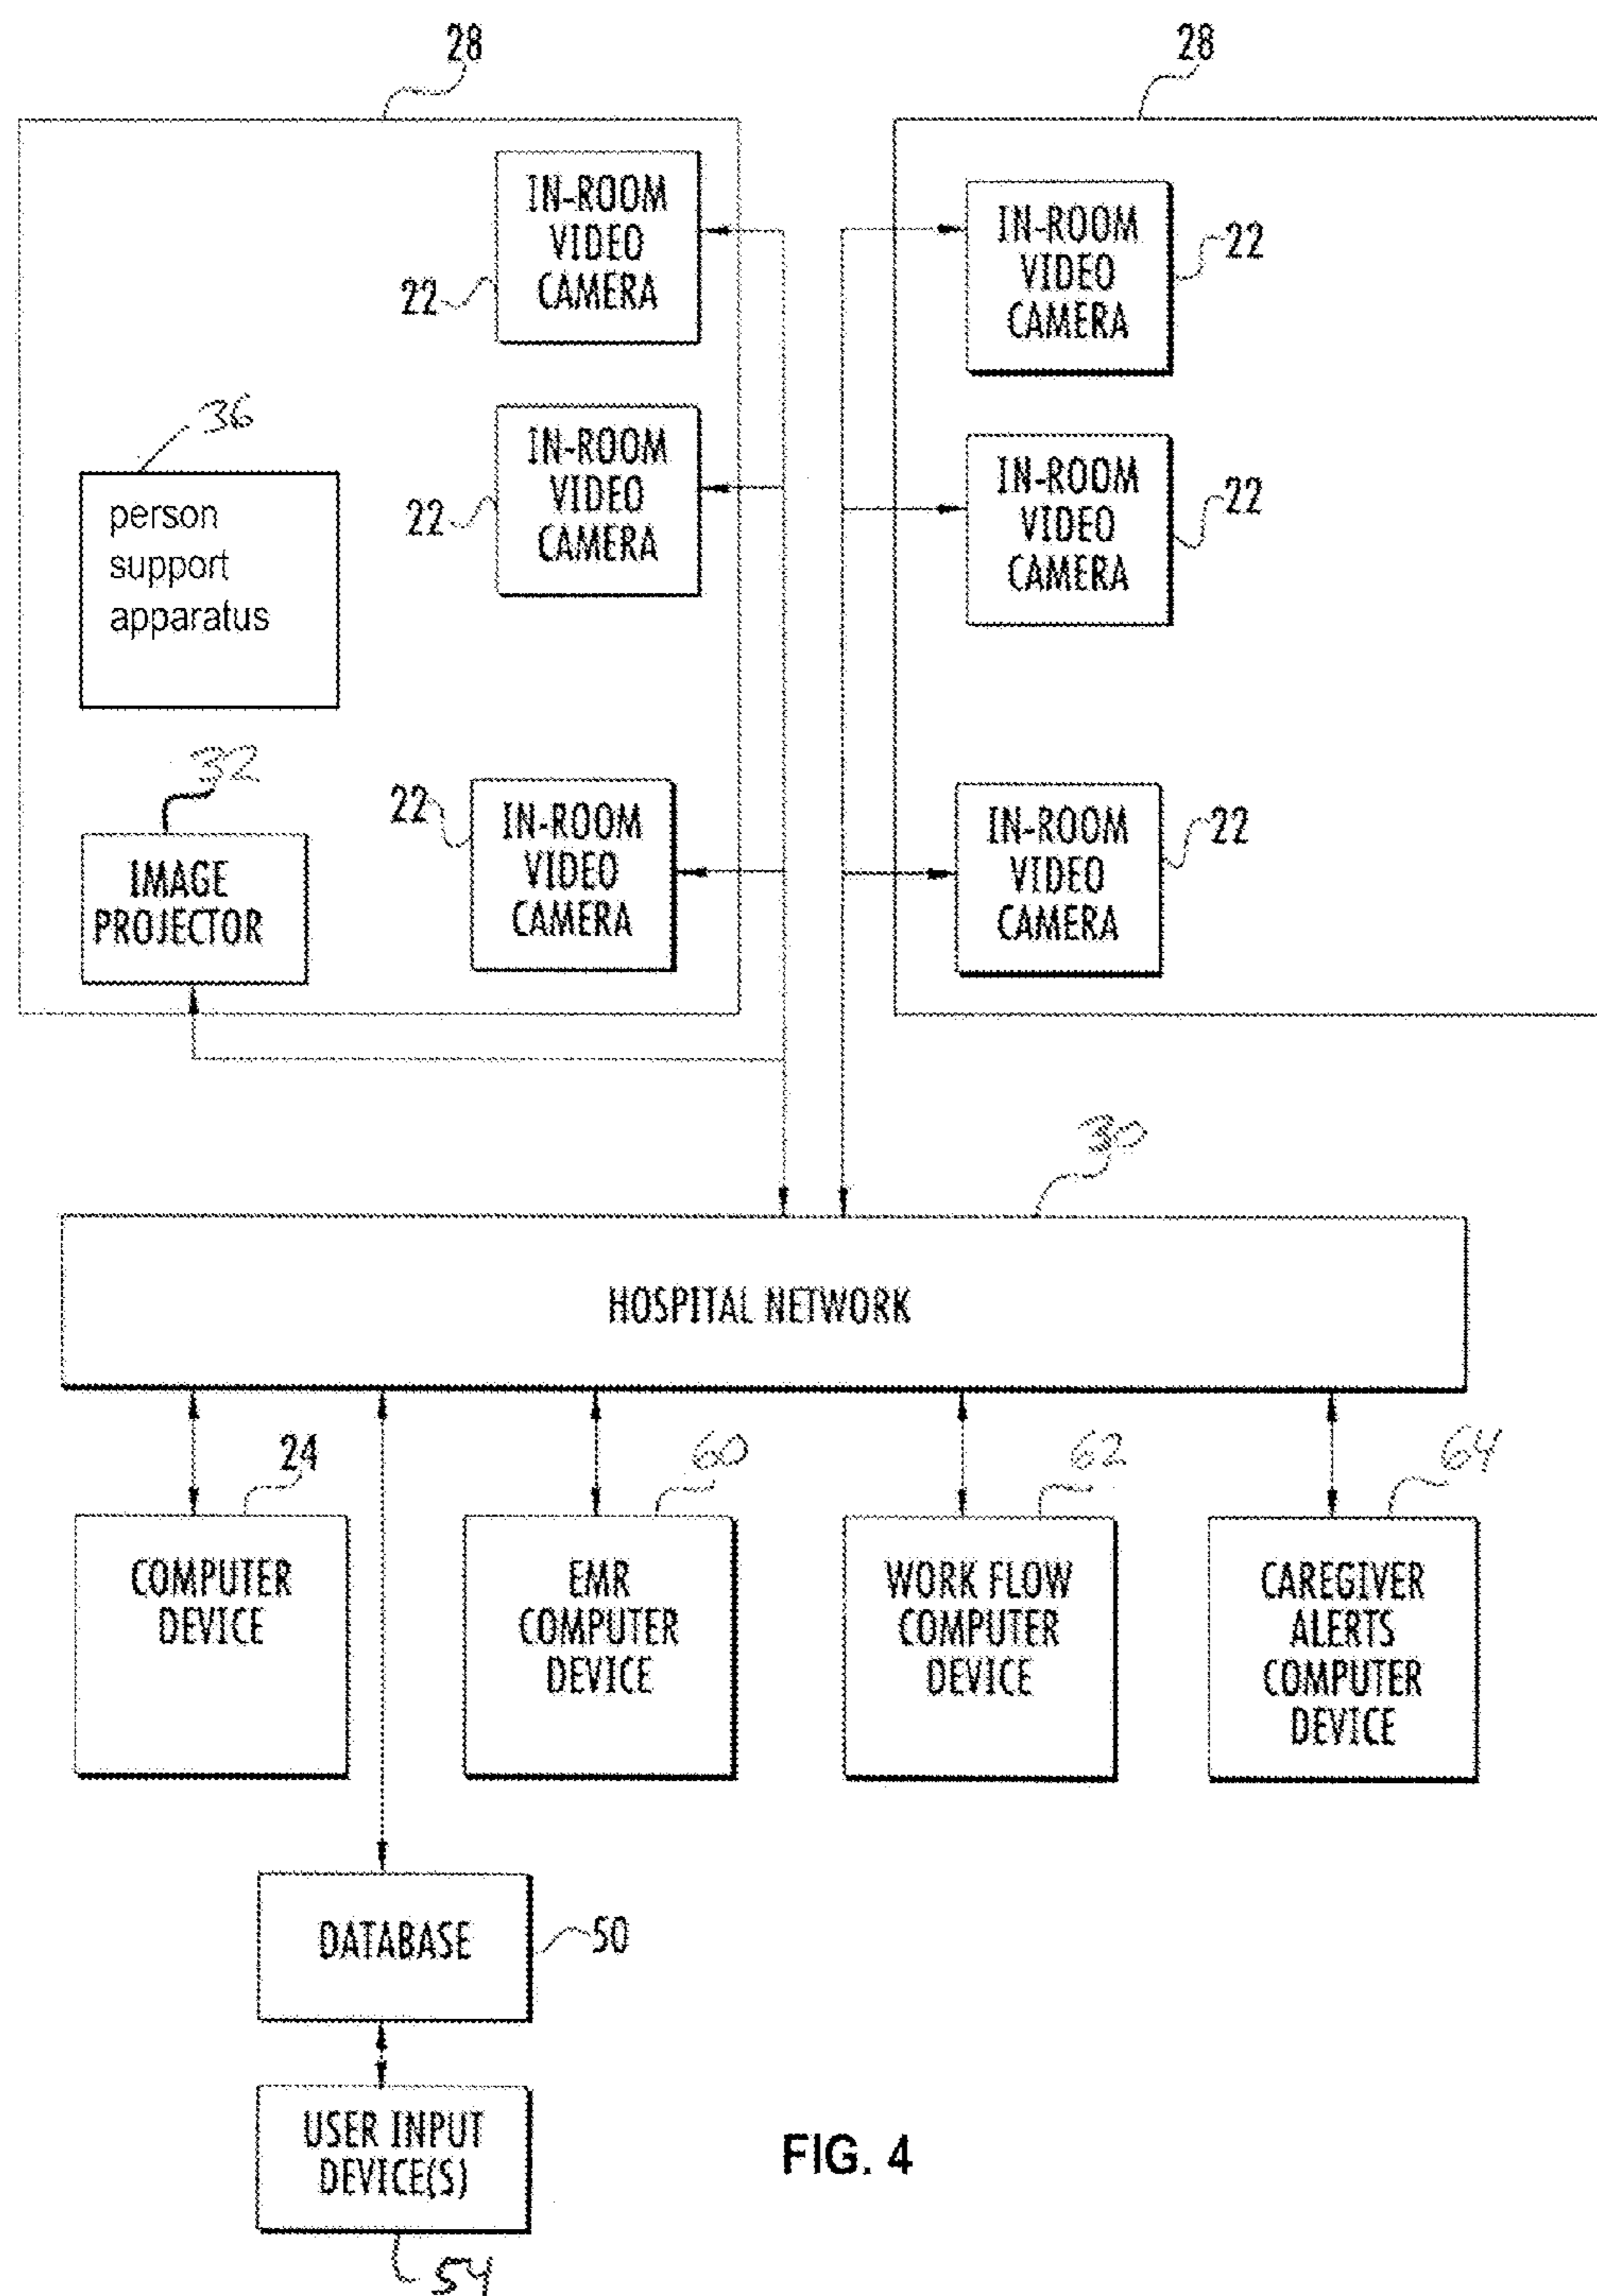 28
28
IN-ROOM
VIDEO
CAMERA
22
IN-ROOM
VIDEO
CAMERA
22
36
person
support
apparatus
IN-ROOM
VIDEO
CAMERA
22
IN-ROOM
VIDEO
CAMERA
22
32
IMAGE
PROJECTOR
22
IN-ROOM
VIDEO
CAMERA
IN-ROOM
VIDEO
CAMERA
22
30
HOSPITAL NETWORK
24
60
62
64
COMPUTER
DEVICE
EMR
COMPUTER
DEVICE
WORK FLOW
COMPUTER
DEVICE
CAREGIVER
ALERTS
COMPUTER
DEVICE
DATABASE
50
USER INPUT
DEVICE(S)
54
FIG. 4